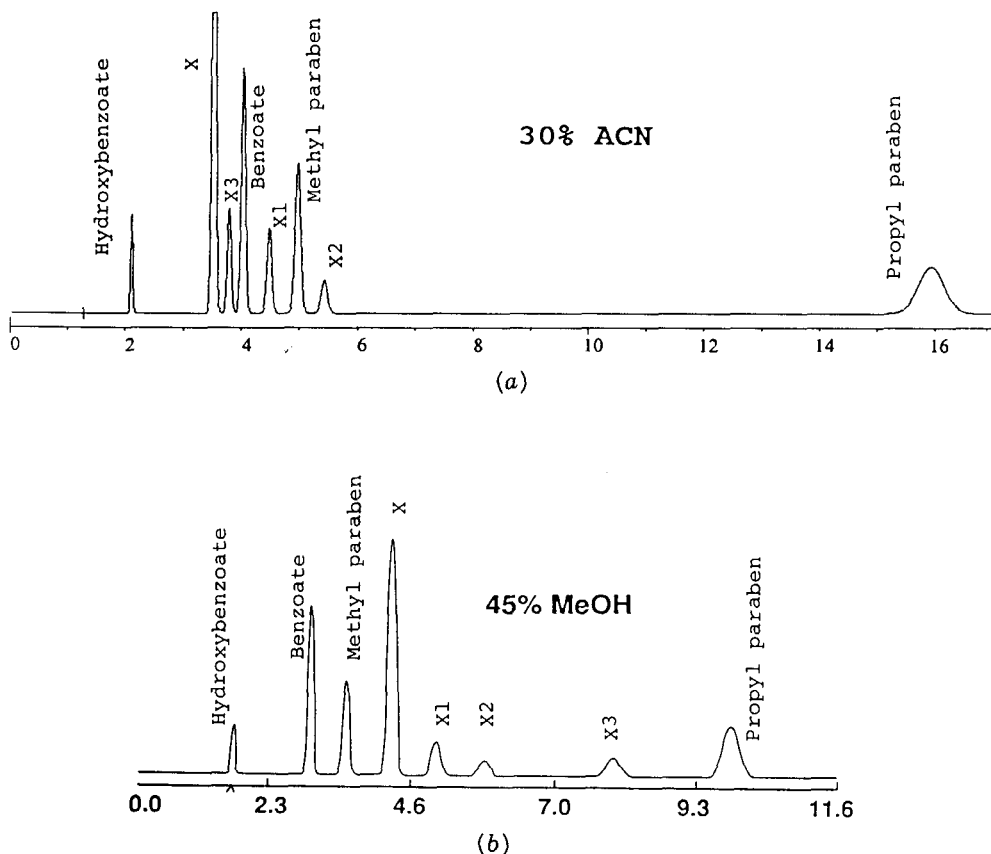 Hydroxybenzoate
X
X3
Benzoate
X1
Methyl paraben
X2
30% ACN
Propyl paraben
0 2 4 6 8 10 12 14 16
(a)
Hydroxybenzoate
Benzoate
Methyl paraben
X
45% MeOH
X1
X2
X3
Propyl paraben
0.0 2.3 4.6 7.0 9.3 11.6
(b)